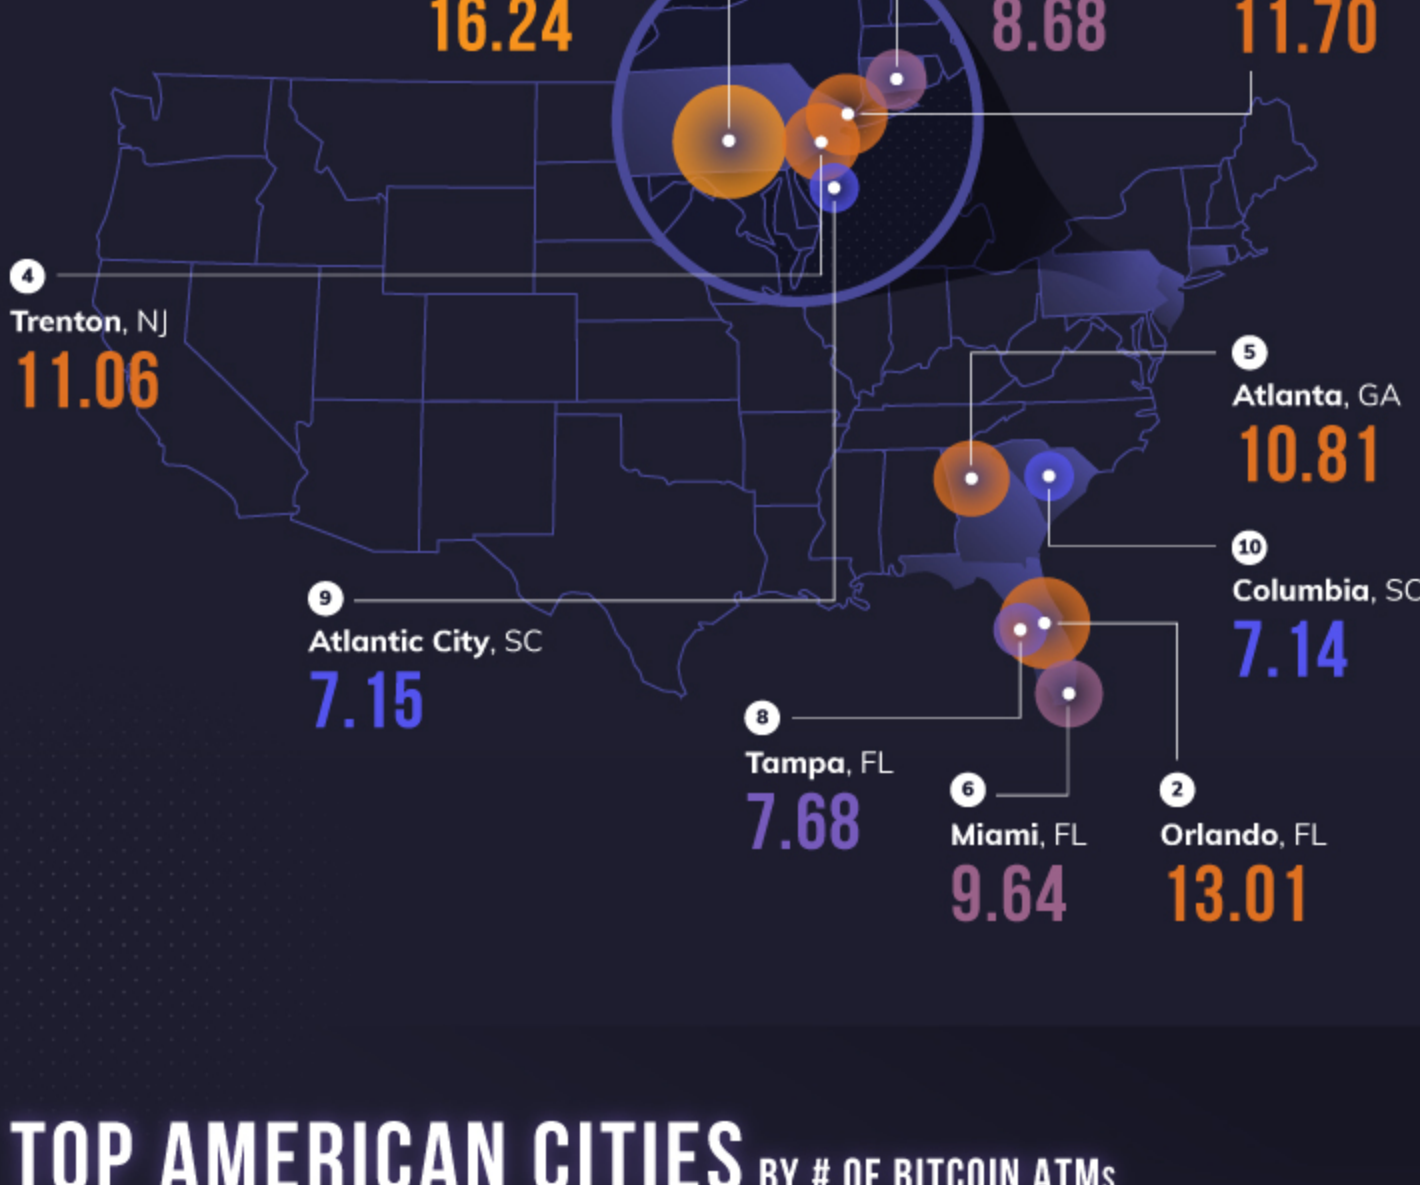 16.24
8.68
11.70
4
Trenton, NJ
11.06
5
Atlanta, GA
10.81
10
Columbia, SC
7.14
9
Atlantic City, SC
7.15
8
Tampa, FL
7.68
6
Miami, FL
9.64
2
Orlando, FL
13.01
TOP AMERICAN CITIES BY # OF BITCOIN ATMs